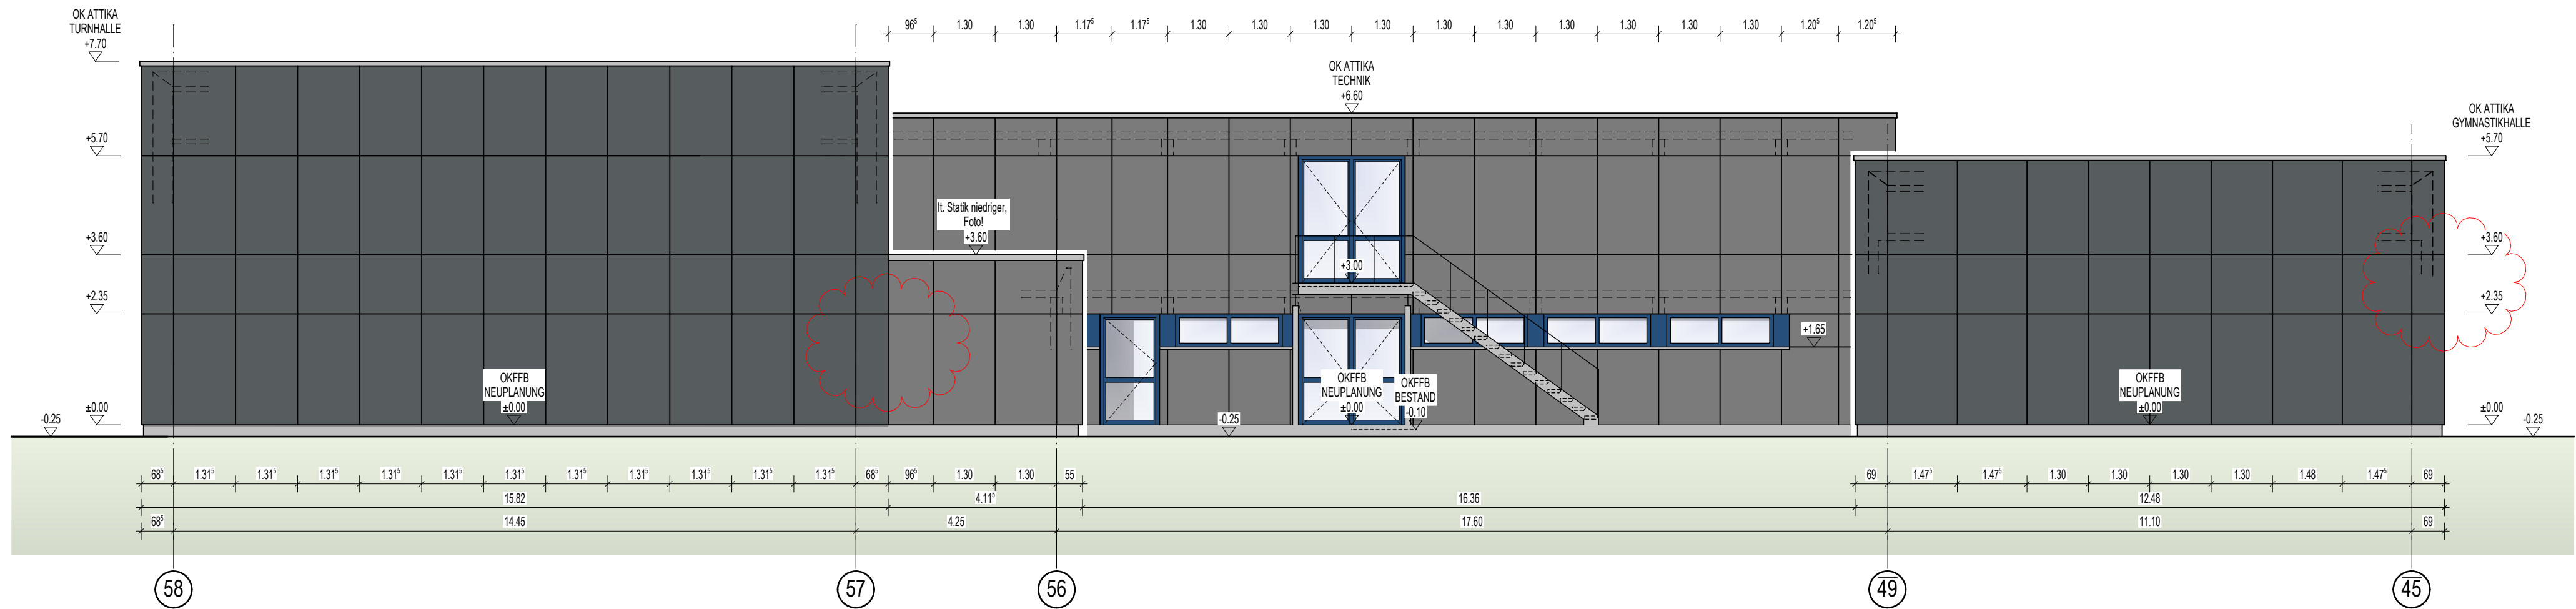 OK ATTIKA
TURNHALLE
+7.70
96⁵ 1.30 1.30 1.17⁵ 1.17⁵ 1.30 1.30 1.30 1.30 1.30 1.30 1.30 1.30 1.30 1.30 1.20⁵ 1.20⁵
OK ATTIKA
TECHNIK
+6.60
OK ATTIKA
GYMNASTIKHALLE
+5.70
+5.70
lt. Statik niedriger,
Foto!
+3.60
+3.60
+3.60
+3.00
+2.35
+2.35
+1.65
OKFFB
NEUPLANUNG
±0.00
OKFFB
NEUPLANUNG
±0.00
OKFFB
BESTAND
-0.10
OKFFB
NEUPLANUNG
±0.00
-0.25
±0.00
-0.25
±0.00
-0.25
68⁵ 1.31⁵ 1.31⁵ 1.31⁵ 1.31⁵ 1.31⁵ 1.31⁵ 1.31⁵ 1.31⁵ 1.31⁵ 1.31⁵ 1.31⁵ 68⁵ 96⁵ 1.30 1.30 55 69 1.47⁵ 1.47⁵ 1.30 1.30 1.30 1.30 1.48 1.47⁵ 69
15.82 4.11⁵ 16.36 12.48
68⁵ 14.45 4.25 17.60 11.10 69
58 57 56 49 45